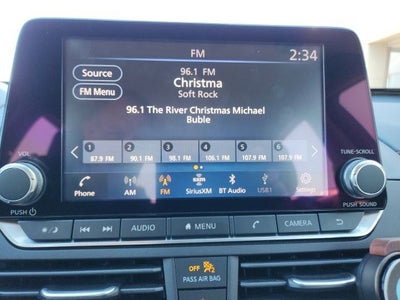 FM
2:34
Source
96.1 FM
FM Menu
Christma
Soft Rock
96.1 The River Christmas Michael
Buble
1 2 3 4 5 6
87.9 FM 90.1 FM 98.1 FM 106.1 FM 107.9 FM 107.9 FM
VOL
TUNE-SCROLL
Phone AM FM SiriusXM BT Audio USB1 Settings
sxm
PUSH
PUSH SOUND
AUDIO MENU CAMERA
OFF
PASS AIR BAG